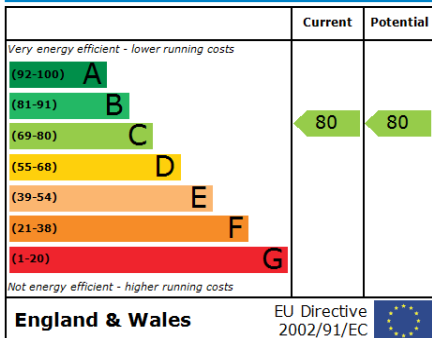 Current Potential
Very energy efficient - lower running costs
(92-100) A
(81-91) B
(69-80) C 80 80
(55-68) D
(39-54) E
(21-38) F
(1-20) G
Not energy efficient - higher running costs
England & Wales
EU Directive
2002/91/EC